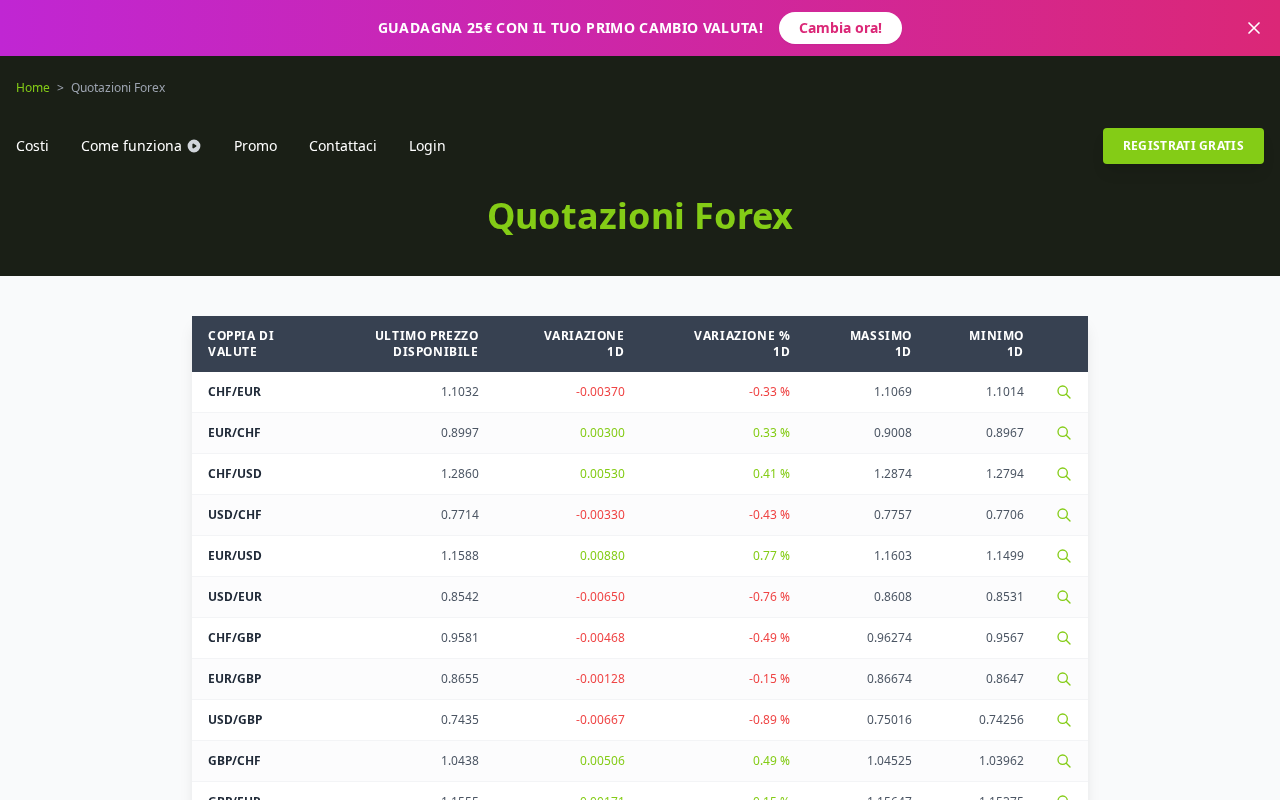 GUADAGNA 25€ CON IL TUO PRIMO CAMBIO VALUTA! Cambia ora!
Home > Quotazioni Forex
Costi Come funziona Promo Contattaci Login REGISTRATI GRATIS
Quotazioni Forex
COPPIA DI VALUTE ULTIMO PREZZO DISPONIBILE VARIAZIONE 1D VARIAZIONE % 1D MASSIMO 1D MINIMO 1D
CHF/EUR 1.1032 -0.00370 -0.33 % 1.1069 1.1014
EUR/CHF 0.8997 0.00300 0.33 % 0.9008 0.8967
CHF/USD 1.2860 0.00530 0.41 % 1.2874 1.2794
USD/CHF 0.7714 -0.00330 -0.43 % 0.7757 0.7706
EUR/USD 1.1588 0.00880 0.77 % 1.1603 1.1499
USD/EUR 0.8542 -0.00650 -0.76 % 0.8608 0.8531
CHF/GBP 0.9581 -0.00468 -0.49 % 0.96274 0.9567
EUR/GBP 0.8655 -0.00128 -0.15 % 0.86674 0.8647
USD/GBP 0.7435 -0.00667 -0.89 % 0.75016 0.74256
GBP/CHF 1.0438 0.00506 0.49 % 1.04525 1.03962